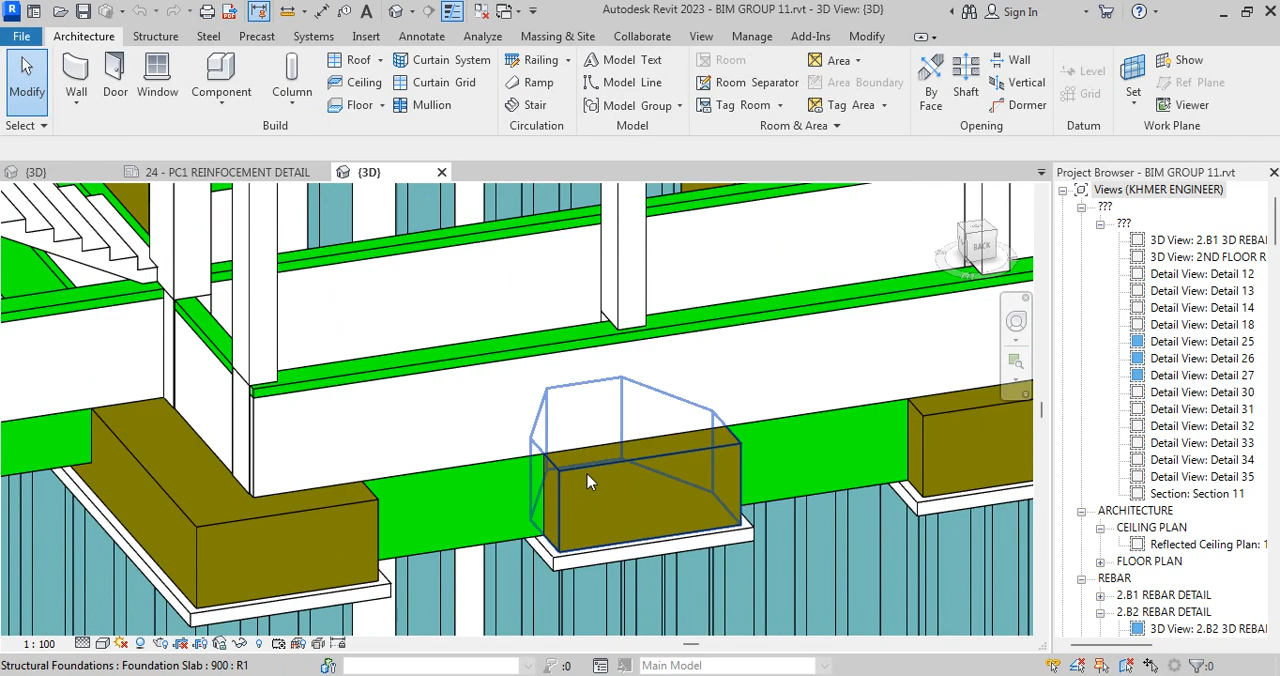 Autodesk Revit 2023 - BIM GROUP 11.rvt - 3D View: {3D}
Sign In
File Architecture Structure Steel Precast Systems Insert Annotate Analyze Massing & Site Collaborate View Manage Add-Ins Modify
Modify
Wall
Door
Window
Component
Column
Roof
Ceiling
Floor
Curtain System
Curtain Grid
Mullion
Railing
Ramp
Stair
Model Text
Model Line
Model Group
Room
Room Separator
Tag Room
Area
Area Boundary
Tag Area
By
Face
Shaft
Wall
Vertical
Dormer
Level
Grid
Set
Show
Ref Plane
Viewer
Select Build Circulation Model Room & Area Opening Datum Work Plane
{3D}
24 - PC1 REINFOCEMENT DETAIL
{3D}
BACK
Project Browser - BIM GROUP 11.rvt
Views (KHMER ENGINEER)
???
???
3D View: 2.B1 3D REBA
3D View: 2ND FLOOR R
Detail View: Detail 12
Detail View: Detail 13
Detail View: Detail 14
Detail View: Detail 18
Detail View: Detail 25
Detail View: Detail 26
Detail View: Detail 27
Detail View: Detail 30
Detail View: Detail 31
Detail View: Detail 32
Detail View: Detail 33
Detail View: Detail 34
Detail View: Detail 35
Section: Section 11
ARCHITECTURE
CEILING PLAN
Reflected Ceiling Plan: 1
FLOOR PLAN
REBAR
2.B1 REBAR DETAIL
2.B2 REBAR DETAIL
3D View: 2.B2 3D REBA
1 : 100
Structural Foundations : Foundation Slab : 900 : R1
:0
Main Model
:0